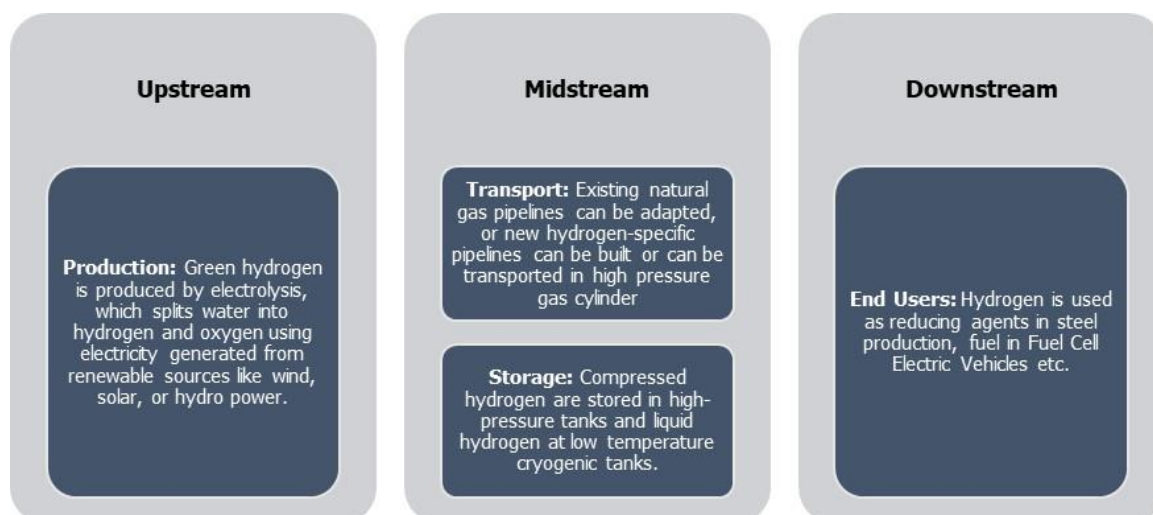 Upstream
Production: Green hydrogen
is produced by electrolysis,
which splits water into
hydrogen and oxygen using
electricity generated from
renewable sources like wind,
solar, or hydro power.
Midstream
Transport: Existing natural
gas pipelines can be adapted,
or new hydrogen-specific
pipelines can be built or can be
transported in high pressure
gas cylinder
Storage: Compressed
hydrogen are stored in high-
pressure tanks and liquid
hydrogen at low temperature
cryogenic tanks.
Downstream
End Users: Hydrogen is used
as reducing agents in steel
production, fuel in Fuel Cell
Electric Vehicles etc.